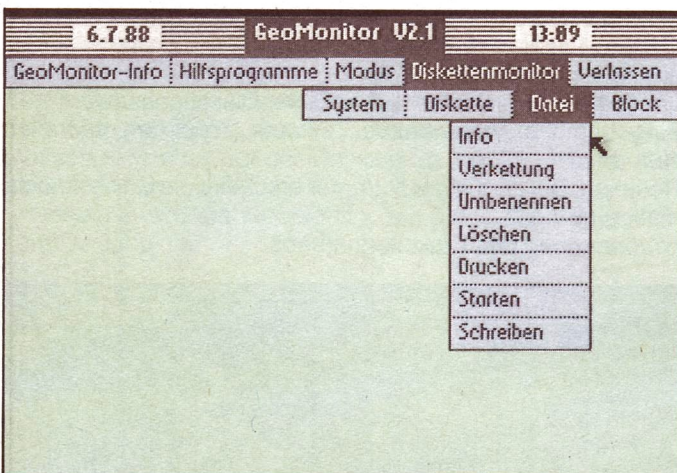 6.7.88 GeoMonitor V2.1 13:09
GeoMonitor-Info Hilfsprogramme Modus Diskettenmonitor Verlassen
System Diskette Datei Block
Info
Verkettung
Umbenennen
Löschen
Drucken
Starten
Schreiben